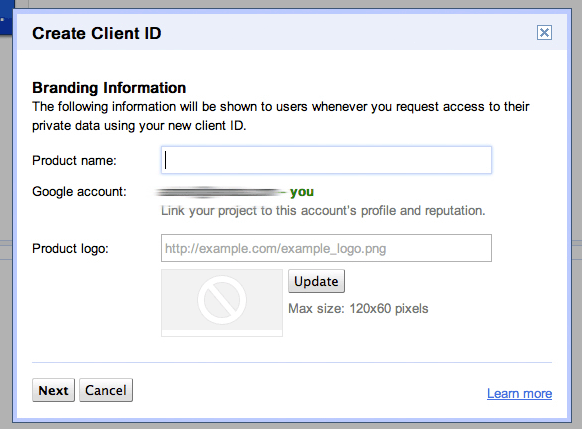 Create Client ID
Branding Information
The following information will be shown to users whenever you request access to their
private data using your new client ID.
Product name:
Google account: – you
Link your project to this account's profile and reputation.
Product logo: http://example.com/example_logo.png
Update
Max size: 120x60 pixels
Next Cancel Learn more